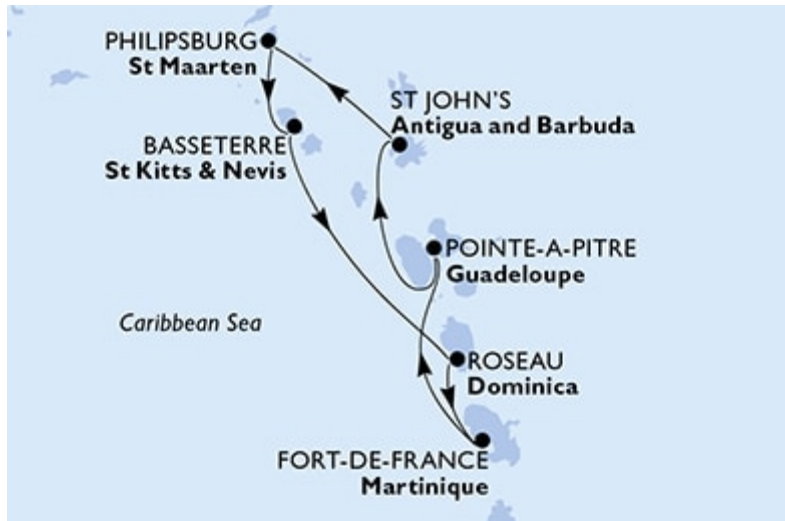 PHILIPSBURG
St Maarten
ST JOHN'S
Antigua and Barbuda
BASSETERRE
St Kitts & Nevis
POINTE-A-PITRE
Guadeloupe
Caribbean Sea
ROSEAU
Dominica
FORT-DE-FRANCE
Martinique